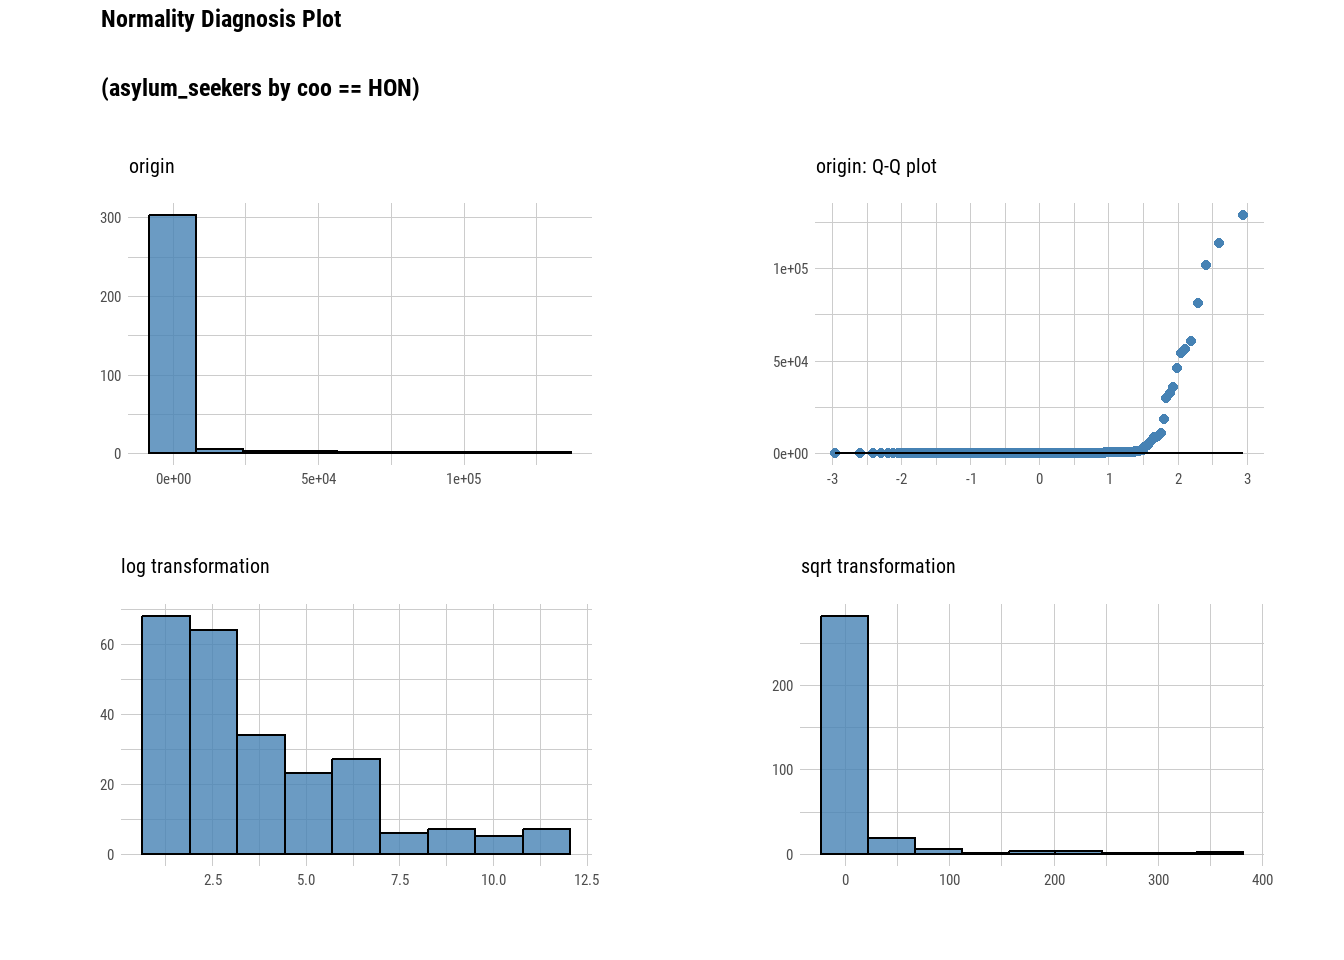 Normality Diagnosis Plot
(asylum_seekers by coo == HON)
origin
300
200
100
0
0e+00 5e+04 1e+05
origin: Q-Q plot
1e+05
5e+04
0e+00
-3 -2 -1 0 1 2 3
log transformation
60
40
20
0
2.5 5.0 7.5 10.0 12.5
sqrt transformation
200
100
0
0 100 200 300 400